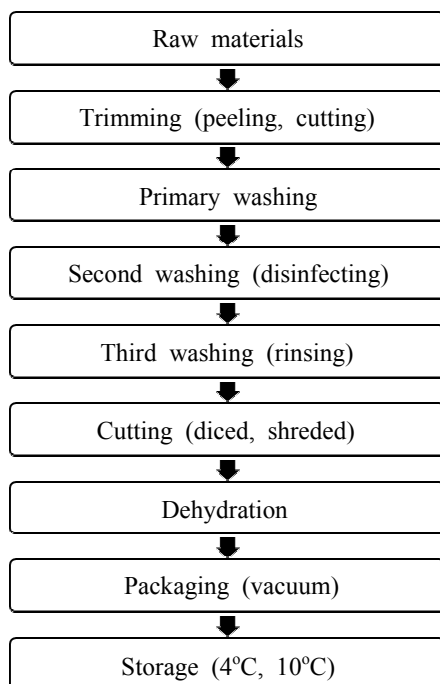 Raw materials
Trimming (peeling, cutting)
Primary washing
Second washing (disinfecting)
Third washing (rinsing)
Cutting (diced, shreded)
Dehydration
Packaging (vacuum)
Storage (4°C, 10°C)